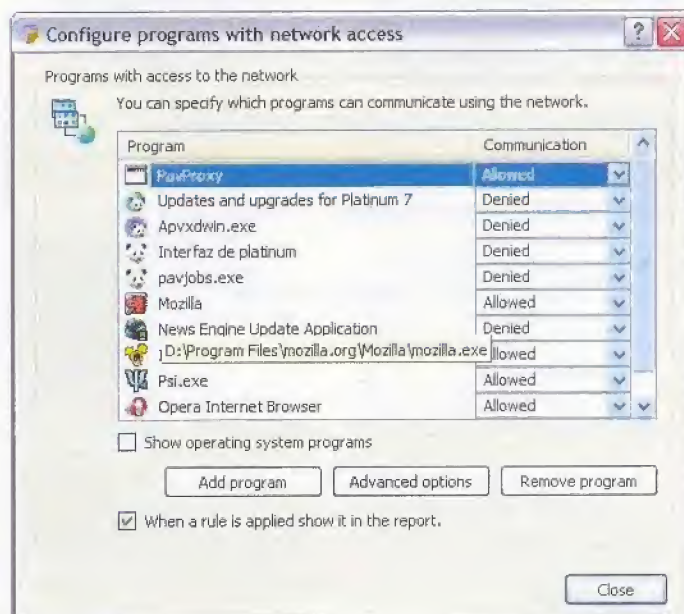 Configure programs with network access
Programs with access to the network
You can specify which programs can communicate using the network.
Program Communication
PavProxy Allowed
Updates and upgrades for Platinum 7 Denied
Apvxdwin.exe Denied
Interfaz de platinum Denied
pavjobs.exe Denied
Mozilla Allowed
News Engine Update Application Denied
D:\Program Files\mozilla.org\Mozilla\mozilla.exe llowed
Psi.exe Allowed
Opera Internet Browser Allowed
Show operating system programs
Add program Advanced options Remove program
When a rule is applied show it in the report.
Close